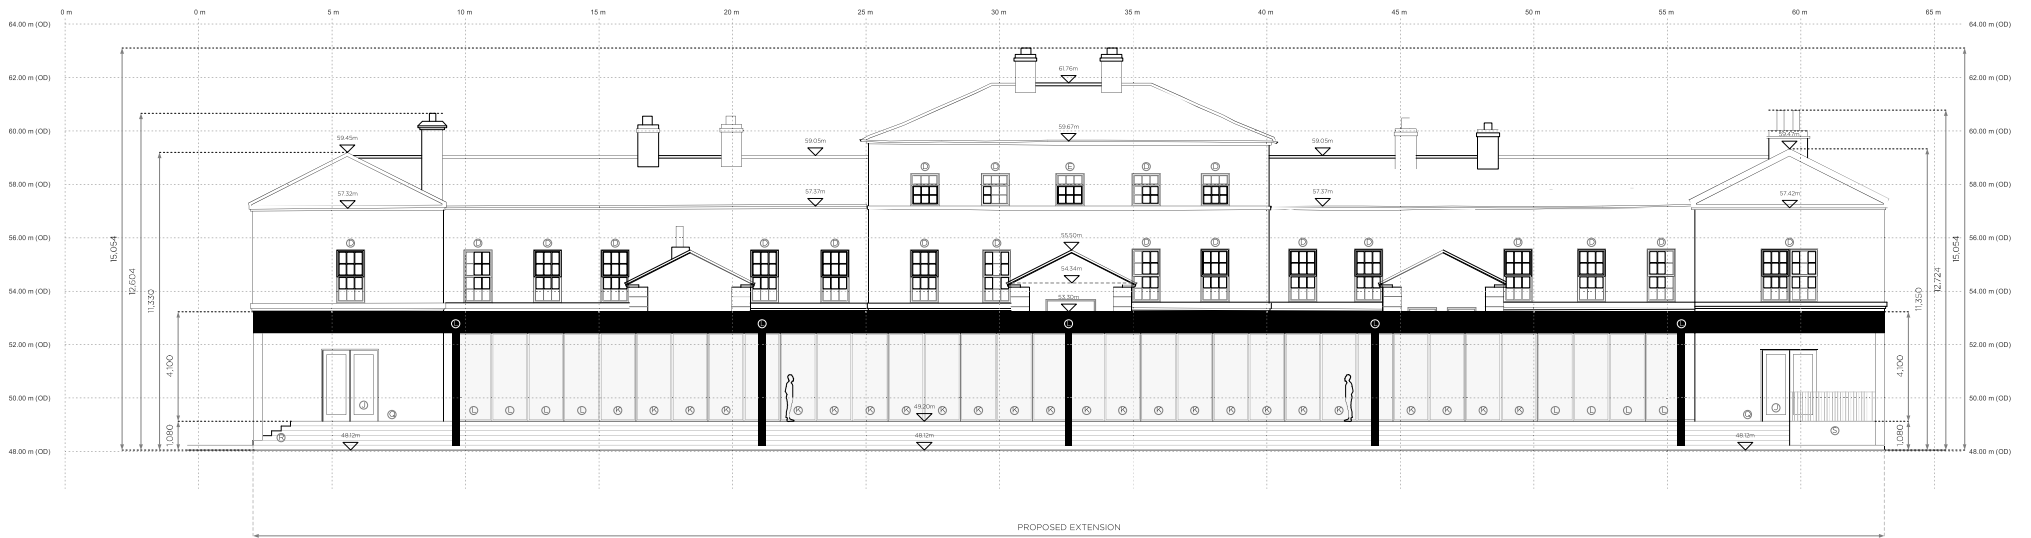 0 m 0 m 5 m 10 m 15 m 20 m 25 m 30 m 35 m 40 m 45 m 50 m 55 m 60 m 65 m
64.00 m (OD) 64.00 m (OD)
61.76m
62.00 m (OD) 62.00 m (OD)
60.00 m (OD) 59.45m 59.05m 59.67m 59.05m 59.47m 60.00 m (OD)
D D E D D
58.00 m (OD) 58.00 m (OD)
57.32m 57.37m 57.37m 57.42m
56.00 m (OD) 56.00 m (OD)
55.50m
D D D D D D D D D D D D D D D D
54.34m
54.00 m (OD) 54.00 m (OD)
53.30m
L L L L L
52.00 m (OD) 52.00 m (OD)
50.00 m (OD) 50.00 m (OD)
J Q L L L L K K K K K K K K K K K K K K K K K K K K K K K K L L L L Q J
49.20m
R S
48.12m 48.12m 48.12m
48.00 m (OD) 48.00 m (OD)
15,054
12,604
11,330
4,100
1,080
4,100
1,080
11,350
12,724
15,054
PROPOSED EXTENSION